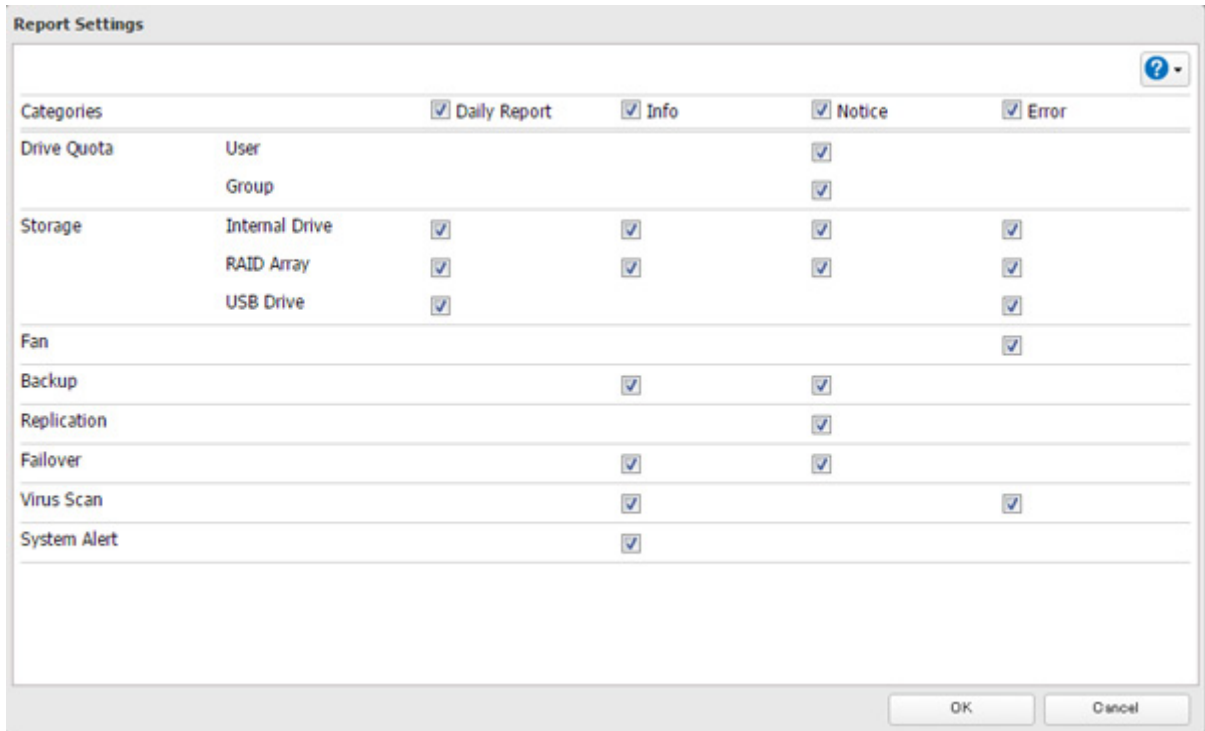 Report Settings
Categories Daily Report Info Notice Error
Drive Quota User
Group
Storage Internal Drive
RAID Array
USB Drive
Fan
Backup
Replication
Failover
Virus Scan
System Alert
OK Cancel